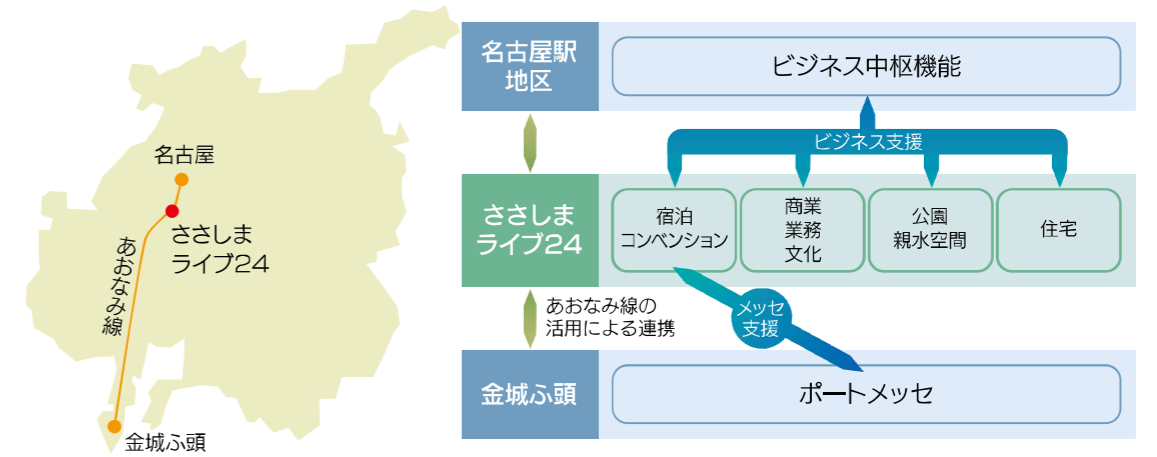 名古屋
ささしま
ライブ24
あおなみ線
金城ふ頭
名古屋駅
地区
ビジネス中枢機能
ビジネス支援
ささしま
ライブ24
宿泊
コンベンション
商業
業務
文化
公園
親水空間
住宅
あおなみ線の
活用による連携
メッセ
支援
金城ふ頭
ポートメッセ